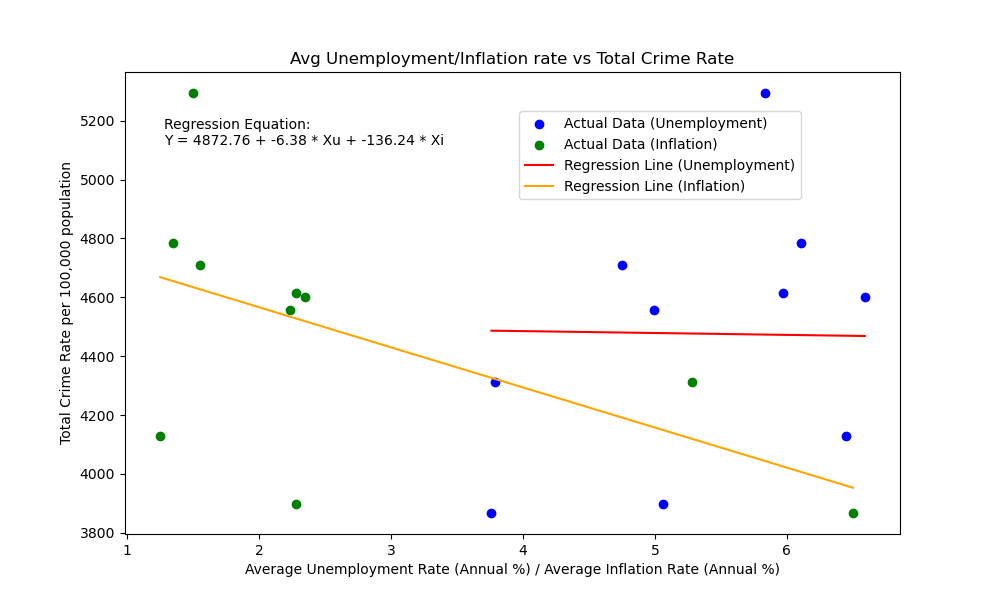 Avg Unemployment/Inflation rate vs Total Crime Rate
Regression Equation:
Y = 4872.76 + -6.38 * Xu + -136.24 * Xi
Actual Data (Unemployment)
Actual Data (Inflation)
Regression Line (Unemployment)
Regression Line (Inflation)
Total Crime Rate per 100,000 population
5200
5000
4800
4600
4400
4200
4000
3800
1 2 3 4 5 6
Average Unemployment Rate (Annual %) / Average Inflation Rate (Annual %)